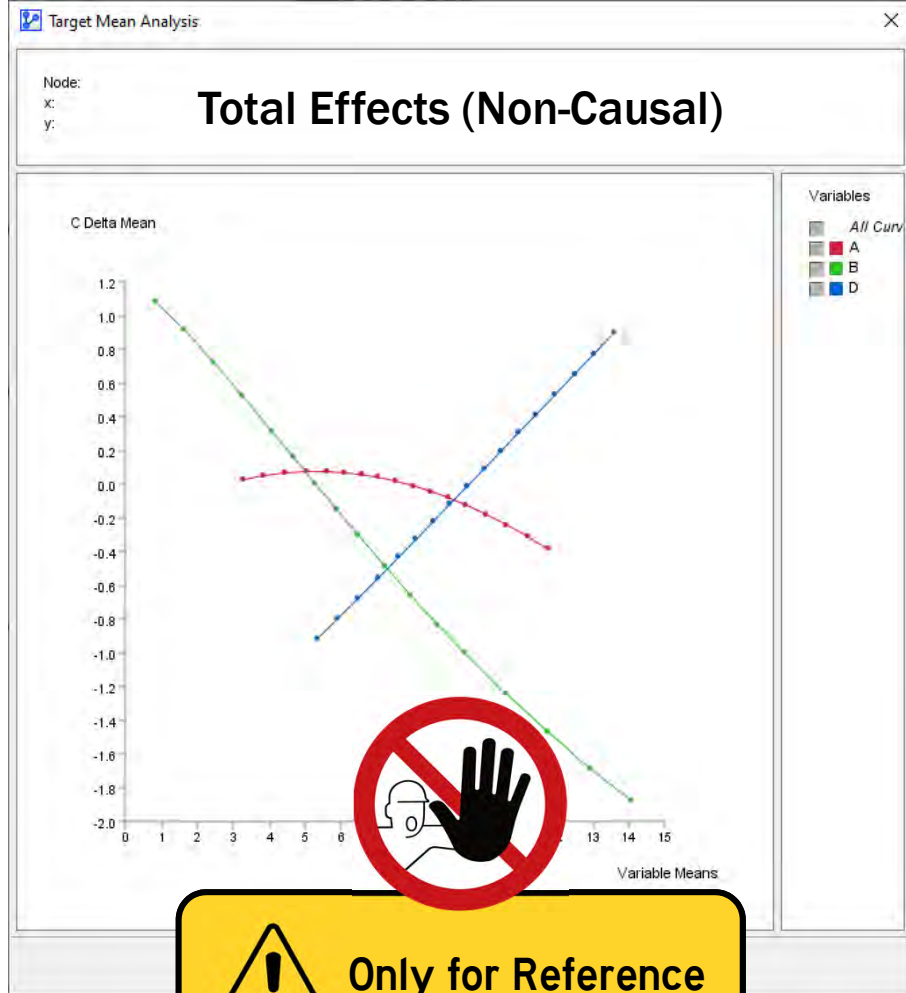 Target Mean Analysis
Node:
x:
y:
Total Effects (Non-Causal)
C Delta Mean
Variables
All Curv
A
B
D
1.2
1.0
0.8
0.6
0.4
0.2
0.0
-0.2
-0.4
-0.6
-0.8
-1.0
-1.2
-1.4
-1.6
-1.8
-2.0
0 1 2 3 4 5 6 13 14 15
Variable Means
Only for Reference